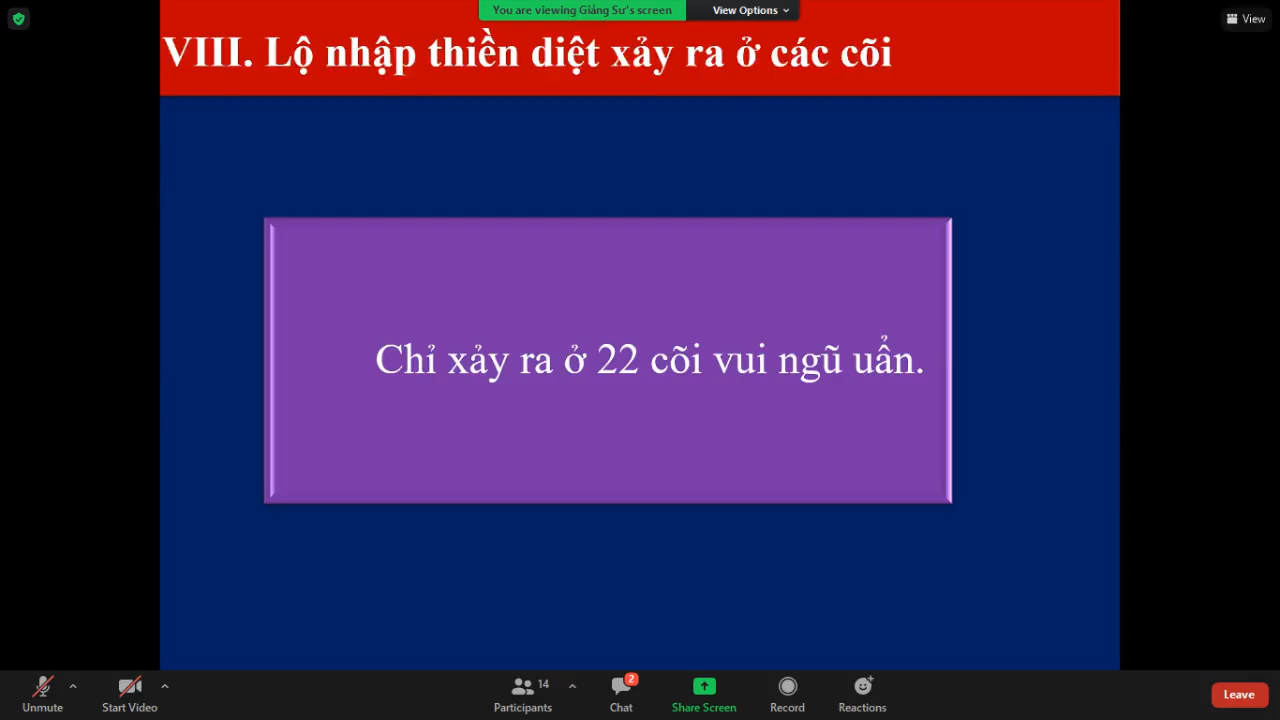 You are viewing Giảng Sư's screen
View Options
View
VIII. Lộ nhập thiền diệt xảy ra ở các cõi
Chỉ xảy ra ở 22 cõi vui ngũ uẩn.
Unmute
Start Video
14
Participants
2
Chat
Share Screen
Record
Reactions
Leave